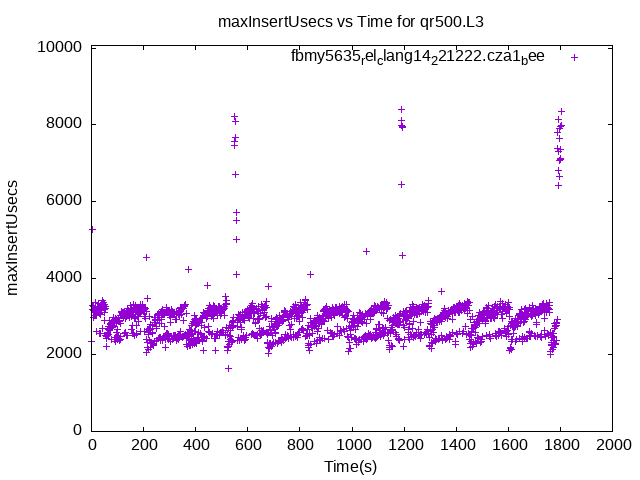 maxInsertUsecs vs Time for qr500.L3
fbmy5635relclang14221222.cza1bee
10000
8000
6000
4000
2000
0
maxInsertUsecs
0 200 400 600 800 1000 1200 1400 1600 1800 2000
Time(s)